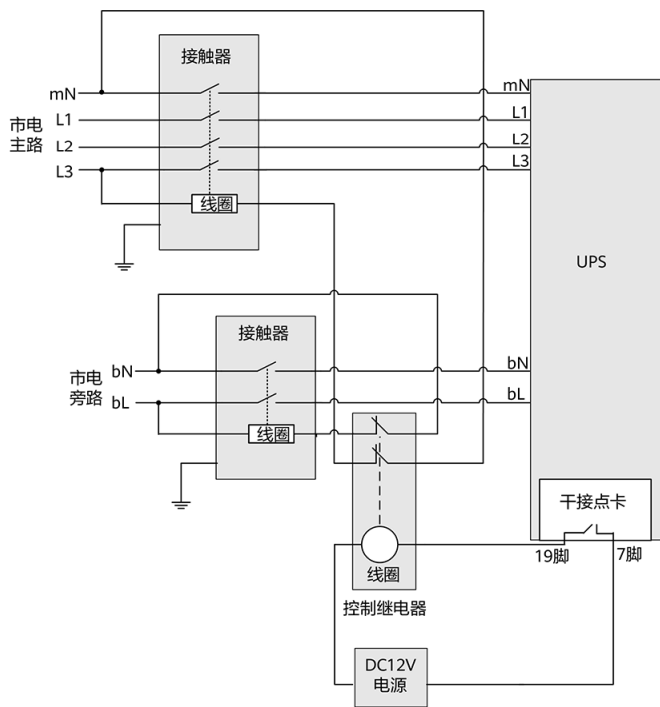 接触器
mN
市电
主路
L1
L2
L3
线圈
mN
L1
L2
L3
UPS
接触器
市电
旁路
bN
bL
线圈
bN
bL
干接点卡
19脚
7脚
线圈
控制继电器
DC12V
电源